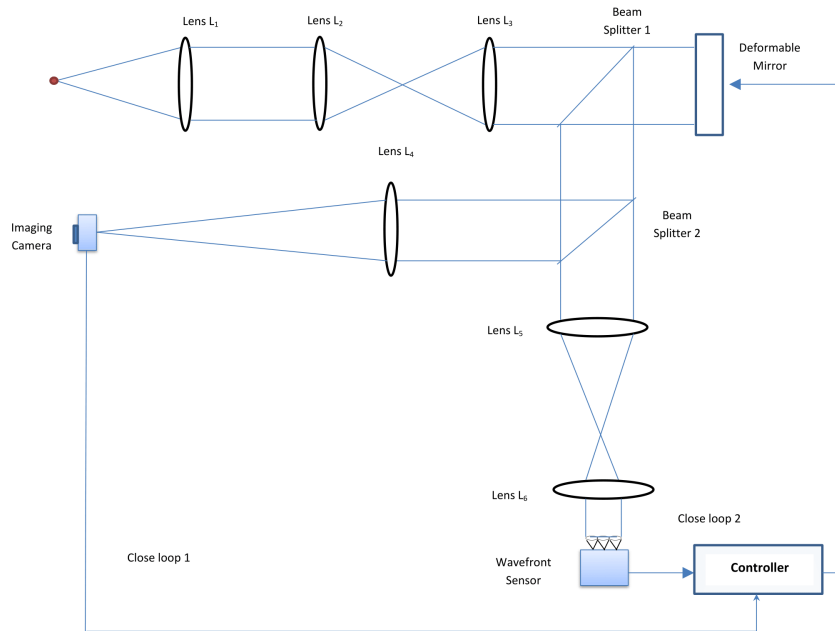 Lens L₁
Lens L₂
Lens L₃
Beam
Splitter 1
Deformable
Mirror
Lens L₄
Imaging
Camera
Beam
Splitter 2
Lens L₅
Lens L₆
Close loop 2
Close loop 1
Wavefront
Sensor
Controller